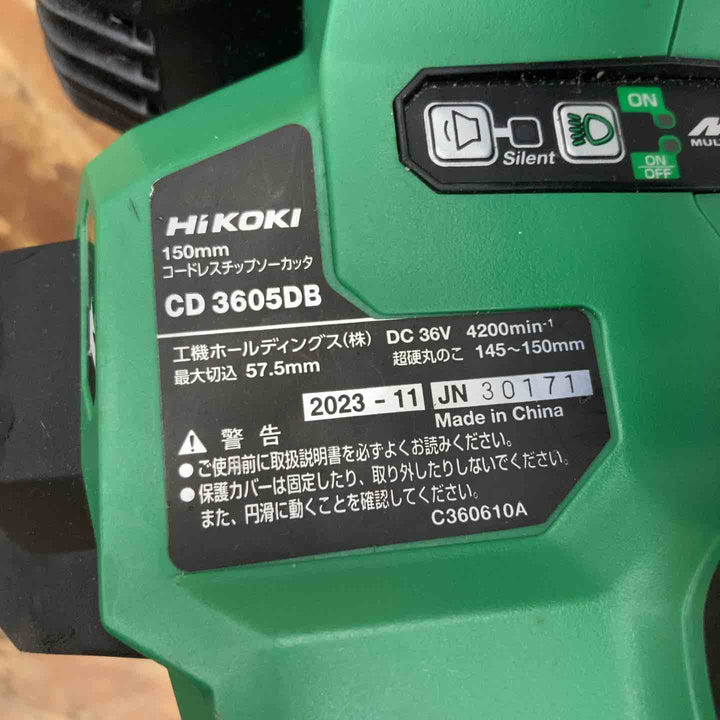 ON
Silent
ON
OFF
HiKOKI
150mm
コードレスチップソーカッタ
CD 3605DB
工機ホールディングス(株) DC 36V 4200min-1
最大切込 57.5mm 超硬丸のこ 145~150mm
2023 - 11 JN 30171
Made in China
警告
●ご使用前に取扱説明書を必ずよくお読みください。
●保護カバーは固定したり、取り外したりしないでください。
また、円滑に動くことを確認してください。
C360610A